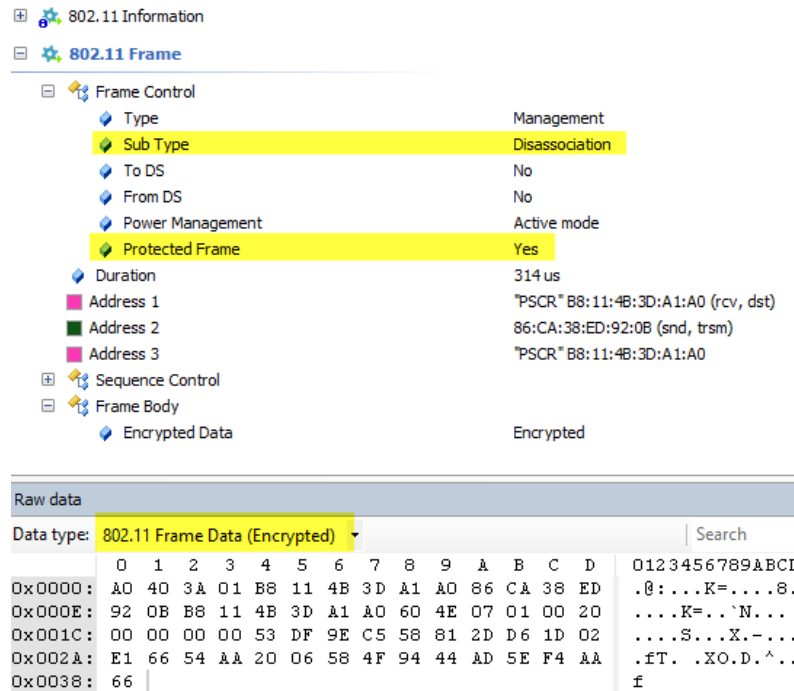 802.11 Information
802.11 Frame
Frame Control
Type Management
Sub Type Disassociation
To DS No
From DS No
Power Management Active mode
Protected Frame Yes
Duration 314 us
Address 1 "PSCR" B8:11:4B:3D:A1:A0 (rcv, dst)
Address 2 86:CA:38:ED:92:0B (snd, trsm)
Address 3 "PSCR" B8:11:4B:3D:A1:A0
Sequence Control
Frame Body
Encrypted Data Encrypted
Raw data
Data type: 802.11 Frame Data (Encrypted) Search
0 1 2 3 4 5 6 7 8 9 A B C D 0123456789ABCD
0x0000: A0 40 3A 01 B8 11 4B 3D A1 A0 86 CA 38 ED .@:...K=....8.
0x000E: 92 0B B8 11 4B 3D A1 A0 60 4E 07 01 00 20 ....K=..`N...
0x001C: 00 00 00 00 53 DF 9E C5 58 81 2D D6 1D 02 ....S...X.-...
0x002A: E1 66 54 AA 20 06 58 4F 94 44 AD 5E F4 AA .fT. .XO.D.^..
0x0038: 66 f